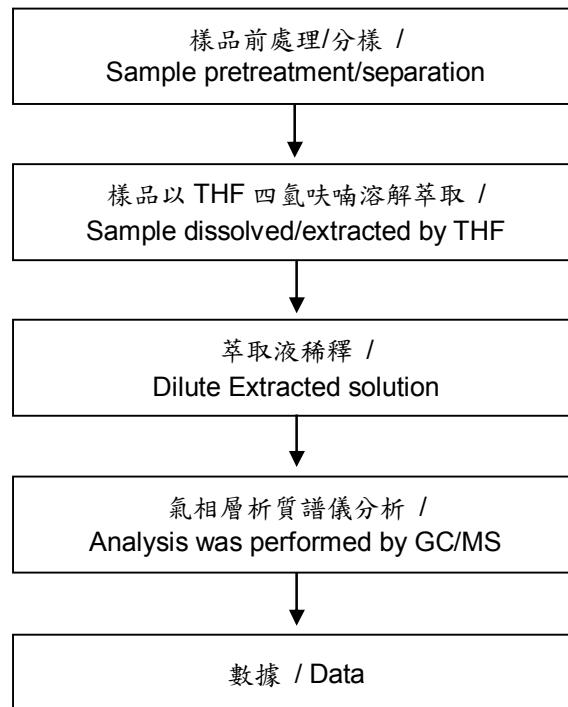 樣品前處理/分樣 /
Sample pretreatment/separation
樣品以 THF 四氫呋喃溶解萃取 /
Sample dissolved/extracted by THF
萃取液稀釋 /
Dilute Extracted solution
氣相層析質譜儀分析 /
Analysis was performed by GC/MS
數據 / Data